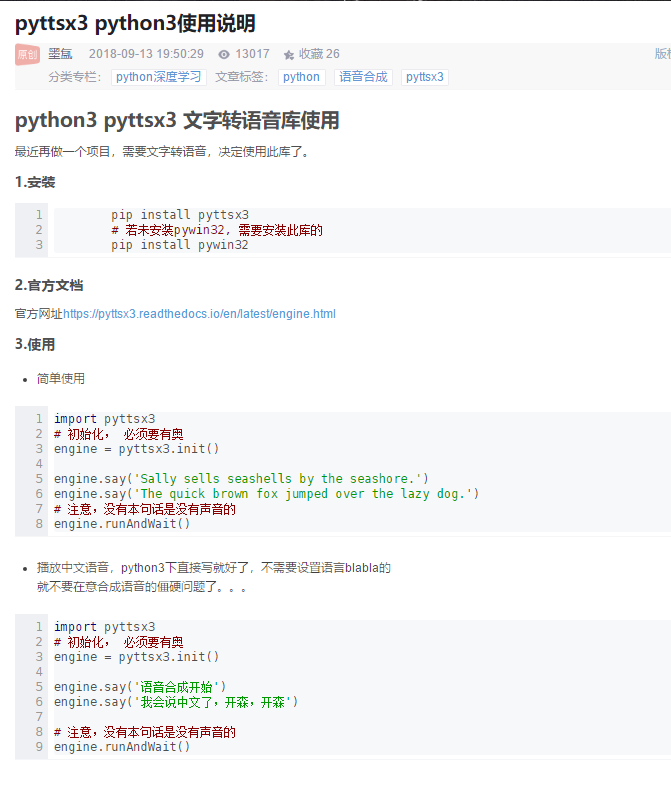 pyttsx3 python3使用说明
原创 墨氲 2018-09-13 19:50:29 13017 收藏 26
分类专栏： python深度学习 文章标签： python 语音合成 pyttsx3
python3 pyttsx3 文字转语音库使用
最近再做一个项目，需要文字转语音，决定使用此库了。
1.安装
1 pip install pyttsx3
2 # 若未安装pywin32, 需要安装此库的
3 pip install pywin32
2.官方文档
官方网址https://pyttsx3.readthedocs.io/en/latest/engine.html
3.使用
• 简单使用
1 import pyttsx3
2 # 初始化， 必须要有奥
3 engine = pyttsx3.init()
4
5 engine.say('Sally sells seashells by the seashore.')
6 engine.say('The quick brown fox jumped over the lazy dog.')
7 # 注意，没有本句话是没有声音的
8 engine.runAndWait()
• 播放中文语音，python3下直接写就好了，不需要设置语言blabla的
就不要在意合成语音的僵硬问题了。。。
1 import pyttsx3
2 # 初始化， 必须要有奥
3 engine = pyttsx3.init()
4
5 engine.say('语音合成开始')
6 engine.say('我会说中文了，开森，开森')
7
8 # 注意，没有本句话是没有声音的
9 engine.runAndWait()